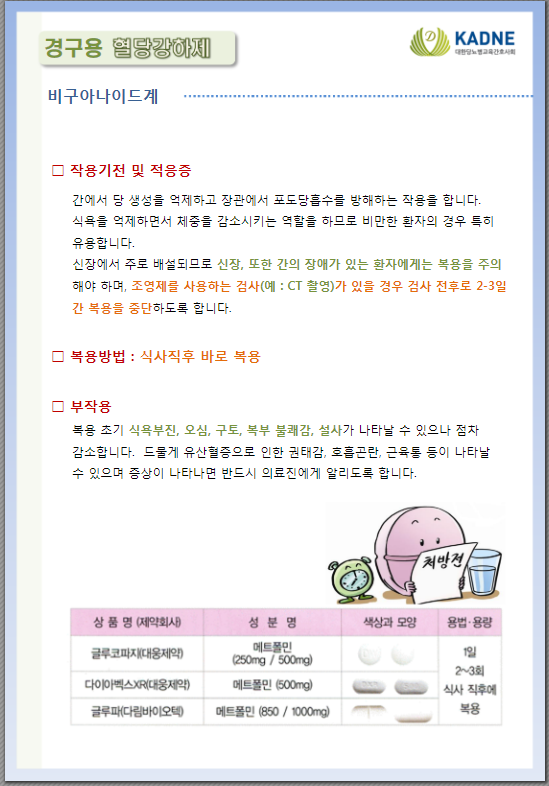 경구용 혈당강하제
KADNE
대한당뇨병교육간호사회
비구아나이드계
□ 작용기전 및 적응증
간에서 당 생성을 억제하고 장관에서 포도당흡수를 방해하는 작용을 합니다.
식욕을 억제하면서 체중을 감소시키는 역할을 하므로 비만한 환자의 경우 특히
유용합니다.
신장에서 주로 배설되므로 신장, 또한 간의 장애가 있는 환자에게는 복용을 주의
해야 하며, 조영제를 사용하는 검사(예 : CT 촬영)가 있을 경우 검사 전후로 2-3일
간 복용을 중단하도록 합니다.
□ 복용방법 : 식사직후 바로 복용
□ 부작용
복용 초기 식욕부진, 오심, 구토, 복부 불쾌감, 설사가 나타날 수 있으나 점차
감소합니다. 드물게 유산혈증으로 인한 권태감, 호흡곤란, 근육통 등이 나타날
수 있으며 증상이 나타나면 반드시 의료진에게 알리도록 합니다.
처방전
상 품 명 (제약회사) 성 분 명 색상과 모양 용법·용량
글루코파지(대웅제약) 메트폴민 (250mg / 500mg)
다이아벡스XR(대웅제약) 메트폴민 (500mg)
글루파(다림바이오텍) 메트폴민 (850 / 1000mg)
1일
2~3회
식사 직후에
복용